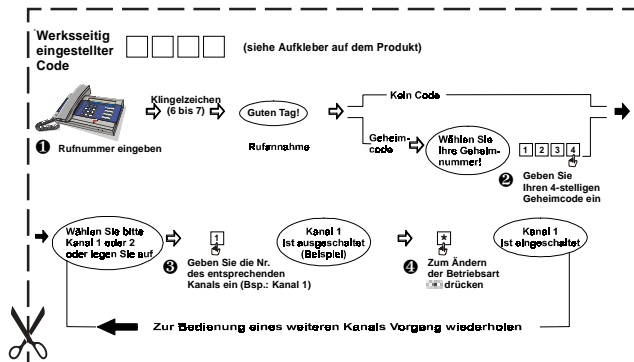 Werksseitig
eingestellter
Code
(siehe Aufkleber auf dem Produkt)
Klingelzeichen
(6 bis 7)
Guten Tag!
Kein Code
❶ Rufnummer eingeben
Rufannahme
Geheim-
code
Wählen Sie
Ihre Geheim-
nummer!
1 2 3 4
❷
Geben Sie
Ihren 4-stelligen
Geheimcode ein
Wählen Sie bitte
Kanal 1 oder 2
oder legen Sie auf
1
❸ Geben Sie die Nr.
des entsprechenden
Kanals ein (Bsp.: Kanal 1)
Kanal 1
ist ausgeschaltet
(Beispiel)
*
❹ Zum Ändern
der Betriebsart
drücken
Kanal 1
ist eingeschaltet
Zur Bedienung eines weiteren Kanals Vorgang wiederholen